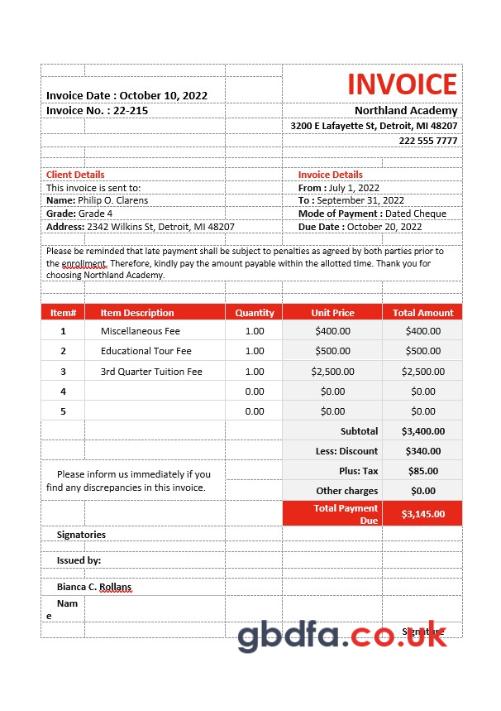 INVOICE
Invoice Date : October 10, 2022
Invoice No. : 22-215
Northland Academy
3200 E Lafayette St, Detroit, MI 48207
222 555 7777
Client Details
Invoice Details
This invoice is sent to:
From : July 1, 2022
Name: Philip O. Clarens
To : September 31, 2022
Grade: Grade 4
Mode of Payment : Dated Cheque
Address: 2342 Wilkins St, Detroit, MI 48207
Due Date : October 20, 2022
Please be reminded that late payment shall be subject to penalties as agreed by both parties prior to
the enrollment. Therefore, kindly pay the amount payable within the allotted time. Thank you for
choosing Northland Academy.
Item# Item Description Quantity Unit Price Total Amount
1 Miscellaneous Fee 1.00 $400.00 $400.00
2 Educational Tour Fee 1.00 $500.00 $500.00
3 3rd Quarter Tuition Fee 1.00 $2,500.00 $2,500.00
4 0.00 $0.00 $0.00
5 0.00 $0.00 $0.00
Subtotal $3,400.00
Less: Discount $340.00
Please inform us immediately if you
find any discrepancies in this invoice.
Plus: Tax $85.00
Other charges $0.00
Total Payment
Due
$3,145.00
Signatories
Issued by:
Bianca C. Rollans
Nam
e
Signature
gbdfa.co.uk